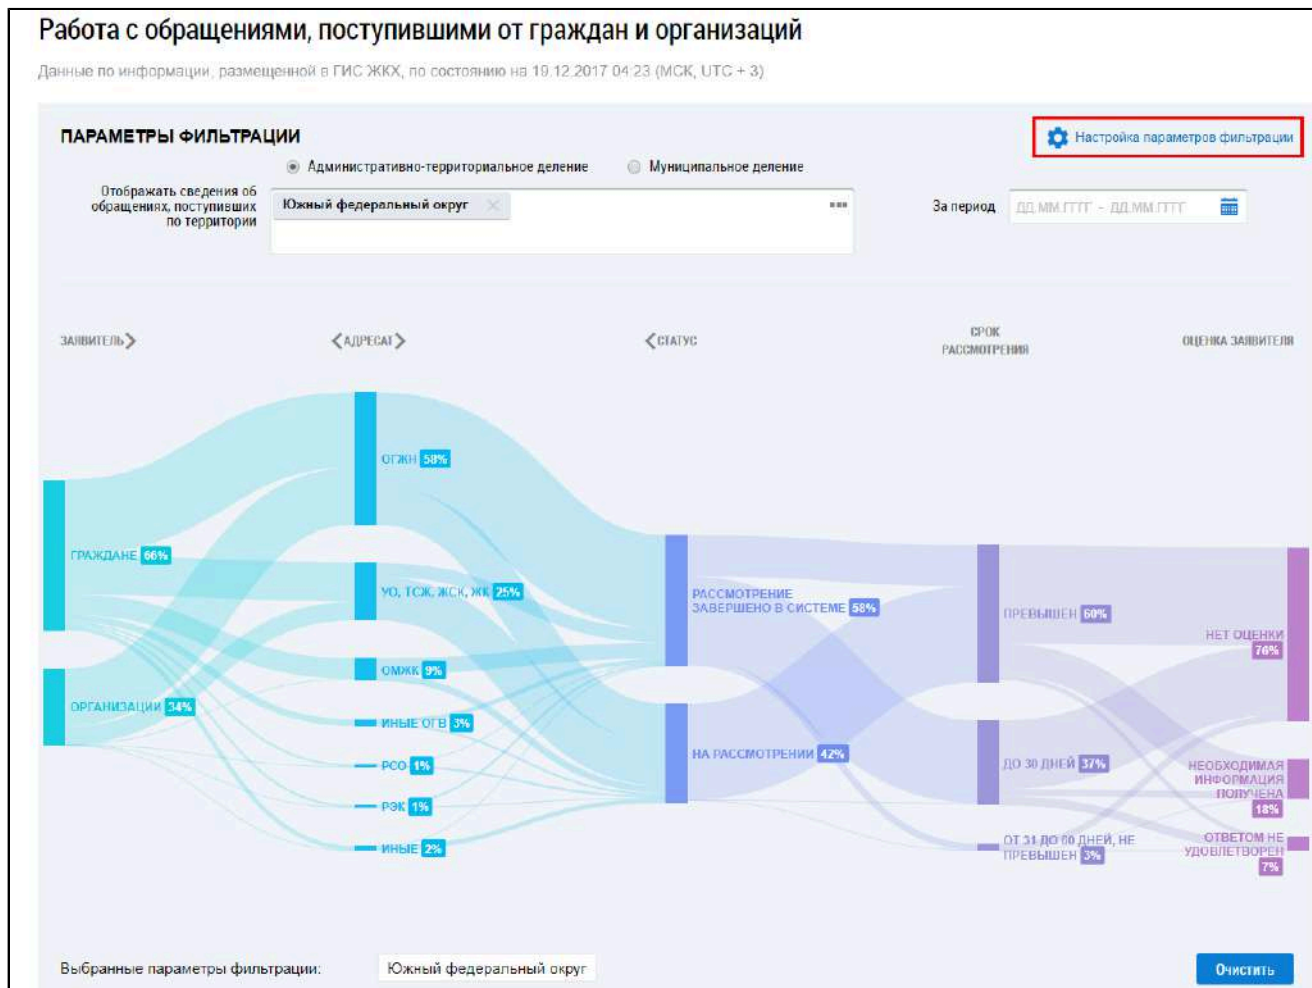 Работа с обращениями, поступившими от граждан и организаций
Данные по информации, размещенной в ГИС ЖКХ, по состоянию на 19.12.2017 04:23 (МСК, UTC + 3)
ПАРАМЕТРЫ ФИЛЬТРАЦИИ
Настройка параметров фильтрации
Административно-территориальное деление
Муниципальное деление
Отображать сведения об
обращениях, поступивших
по территории
Южный федеральный округ
За период
ДД.ММ.ГГГГ - ДД.ММ.ГГГГ
ЗАЯВИТЕЛЬ
АДРЕСАТ
СТАТУС
СРОК
РАССМОТРЕНИЯ
ОЦЕНКА ЗАЯВИТЕЛЯ
ОГЖН 58%
ГРАЖДАНЕ 66%
УО, ТСЖ, ЖСК, ЖК 25%
РАССМОТРЕНИЕ
ЗАВЕРШЕНО В СИСТЕМЕ 58%
ПРЕВЫШЕН 60%
НЕТ ОЦЕНКИ
76%
ОМЖК 9%
ОРГАНИЗАЦИИ 34%
ИНЫЕ ОГВ 3%
НА РАССМОТРЕНИИ 42%
ДО 30 ДНЕЙ 37%
НЕОБХОДИМАЯ
ИНФОРМАЦИЯ
ПОЛУЧЕНА
18%
РСО 1%
РЭК 1%
ИНЫЕ 2%
ОТ 31 ДО 60 ДНЕЙ, НЕ
ПРЕВЫШЕН 3%
ОТВЕТОМ НЕ
УДОВЛЕТВОРЕН
7%
Выбранные параметры фильтрации:
Южный федеральный округ
Очистить